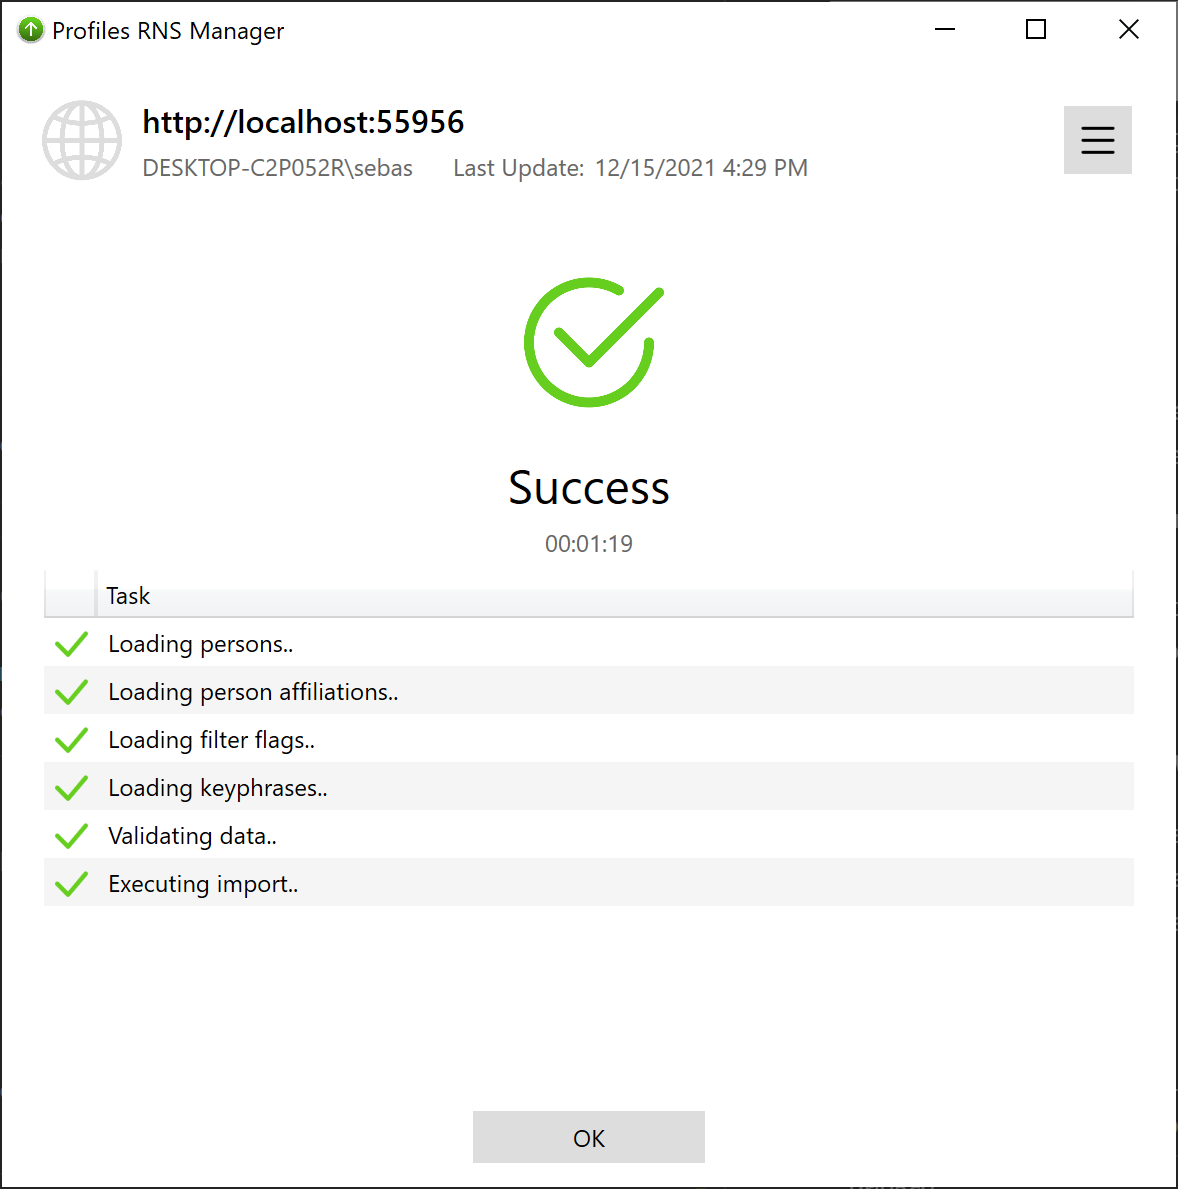 Profiles RNS Manager
http://localhost:55956
DESKTOP-C2P052R\sebas Last Update: 12/15/2021 4:29 PM
Success
00:01:19
Task
Loading persons..
Loading person affiliations..
Loading filter flags..
Loading keyphrases..
Validating data..
Executing import..
OK